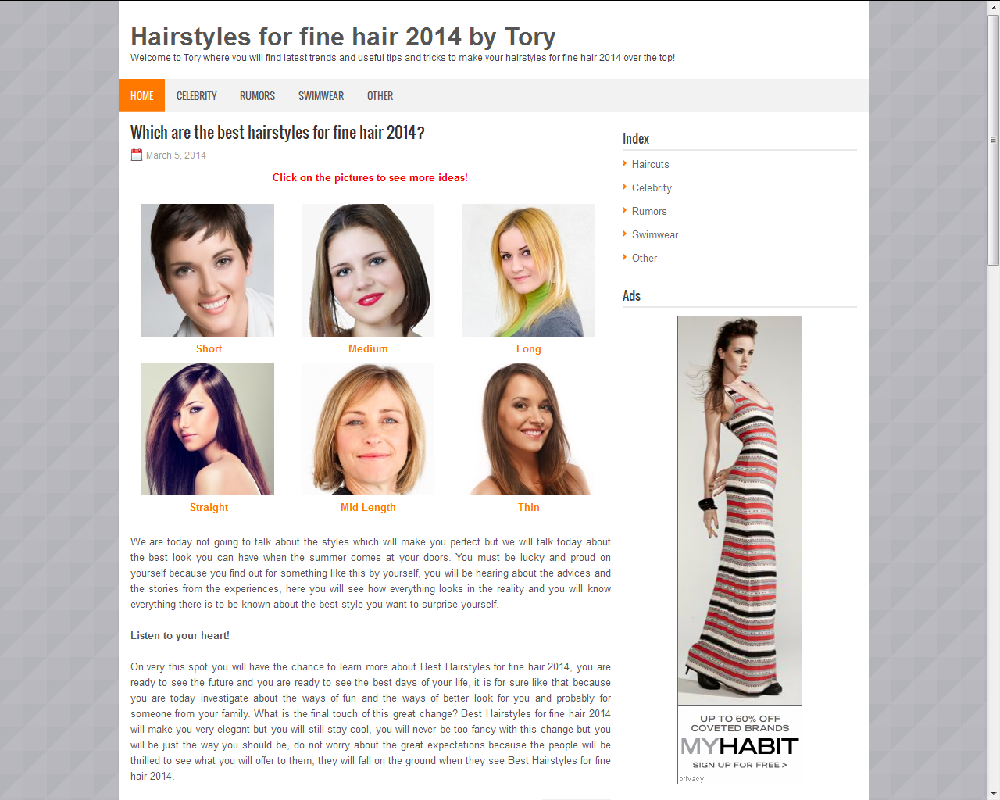 Hairstyles for fine hair 2014 by Tory
Welcome to Tory where you will find latest trends and useful tips and tricks to make your hairstyles for fine hair 2014 over the top!
HOME
CELEBRITY
RUMORS
SWIMWEAR
OTHER
Which are the best hairstyles for fine hair 2014?
March 5, 2014
Click on the pictures to see more ideas!
Short
Medium
Long
Straight
Mid Length
Thin
We are today not going to talk about the styles which will make you perfect but we will talk today about
the best look you can have when the summer comes at your doors. You must be lucky and proud on
yourself because you find out for something like this by yourself, you will be hearing about the advices and
the stories from the experiences, here you will see how everything looks in the reality and you will know
everything there is to be known about the best style you want to surprise yourself.
Listen to your heart!
On very this spot you will have the chance to learn more about Best Hairstyles for fine hair 2014, you are
ready to see the future and you are ready to see the best days of your life, it is for sure like that because
you are today investigate about the ways of fun and the ways of better look for you and probably for
someone from your family. What is the final touch of this great change? Best Hairstyles for fine hair 2014
will make you very elegant but you will still stay cool, you will never be too fancy with this change but you
will be just the way you should be, do not worry about the great expectations because the people will be
thrilled to see what you will offer to them, they will fall on the ground when they see Best Hairstyles for fine
hair 2014.
Index
Haircuts
Celebrity
Rumors
Swimwear
Other
Ads
UP TO 60% OFF
COVETED BRANDS
MYHABIT
SIGN UP FOR FREE >
privacy